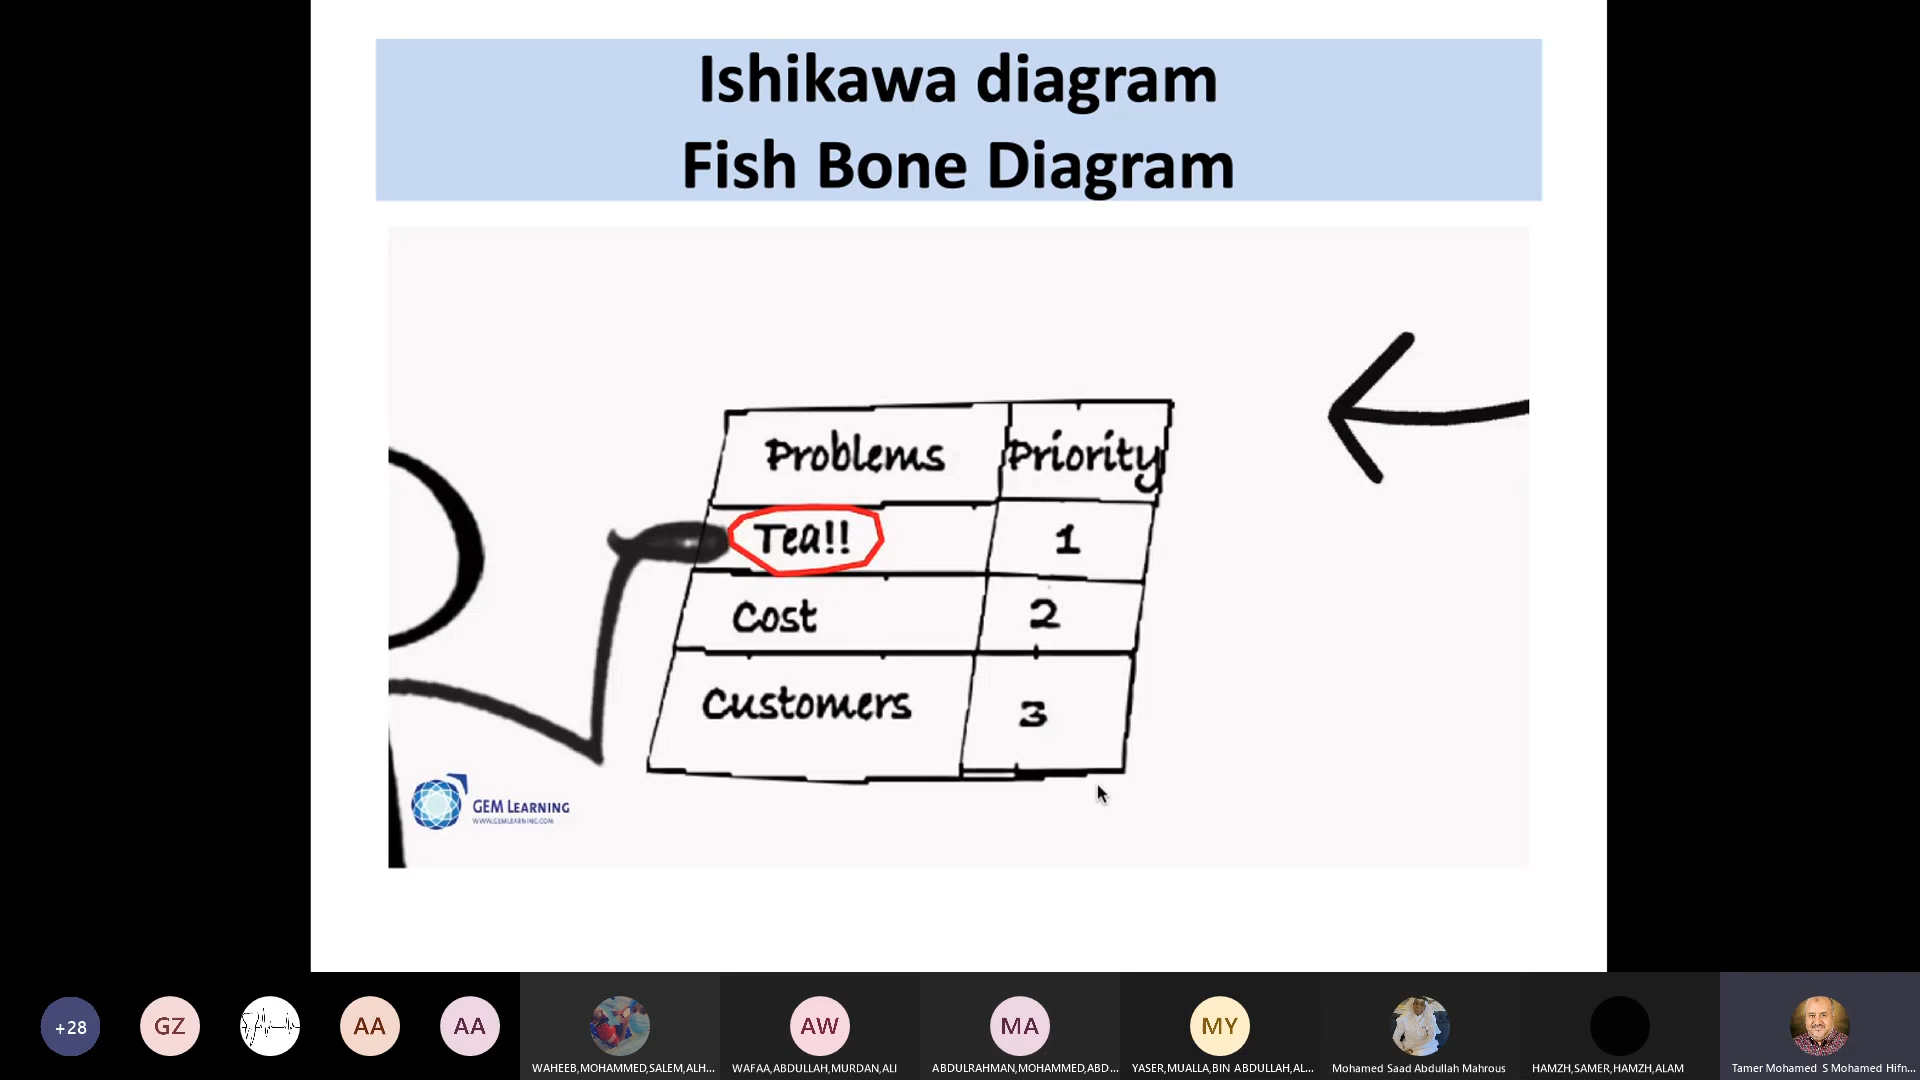 Ishikawa diagram
Fish Bone Diagram
Problems Priority
Tea!! 1
Cost 2
Customers 3
GEM LEARNING
WWW.GEMLEARNING.COM
+28
GZ
AA
AA
AW
MA
MY
WAHEEB,MOHAMMED,SALEM,ALH...
WAFAA,ABDULLAH,MURDAN,ALI
ABDULRAHMAN,MOHAMMED,ABD...
YASER,MUALLA,BIN ABDULLAH,AL...
Mohamed Saad Abdullah Mahrous
HAMZH,SAMER,HAMZH,ALAM
Tamer Mohamed S Mohamed Hifn...